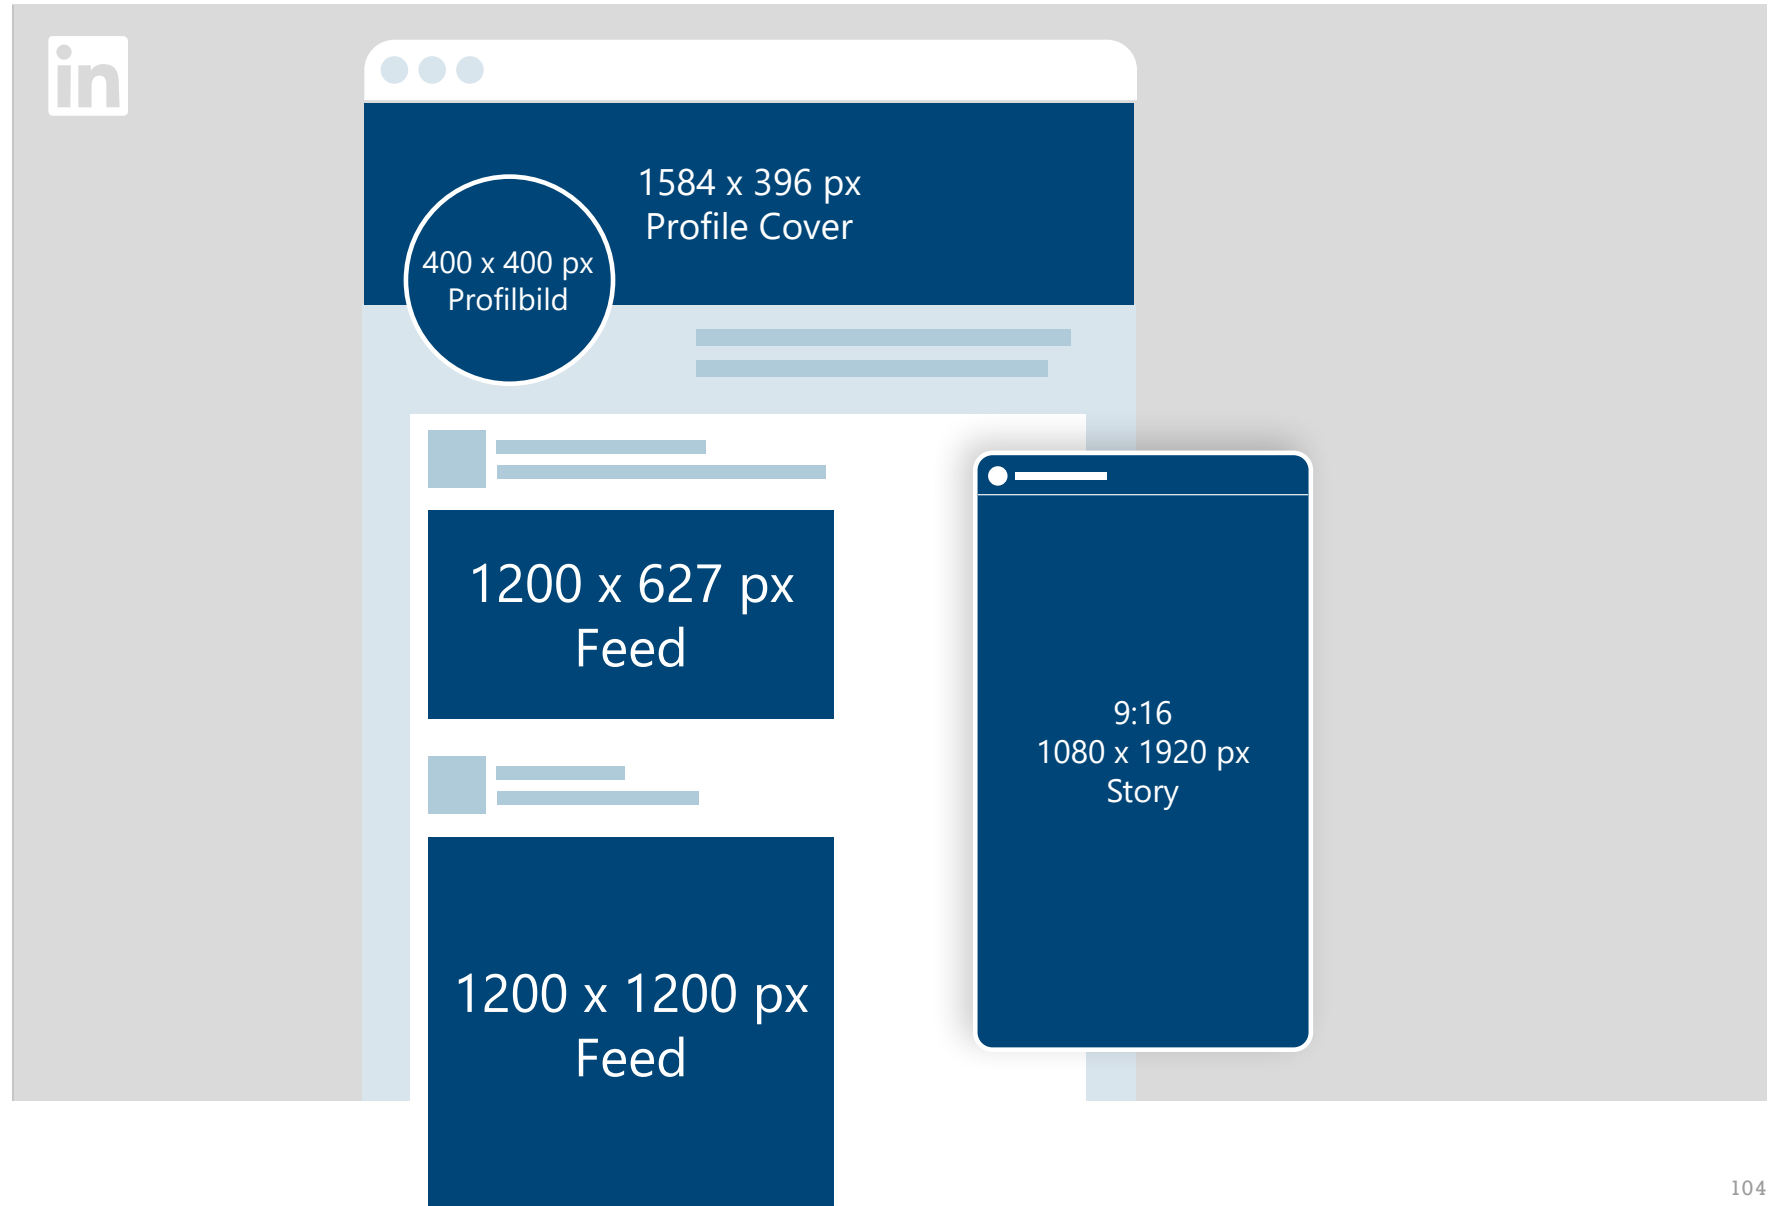 in
1584 x 396 px
Profile Cover
400 x 400 px
Profilbild
1200 x 627 px
Feed
9:16
1080 x 1920 px
Story
1200 x 1200 px
Feed
104